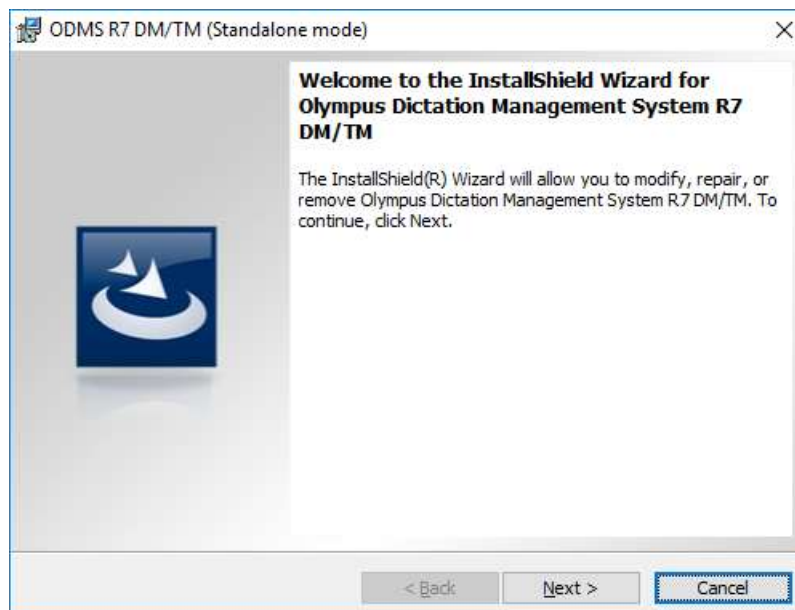 ODMS R7 DM/TM (Standalone mode)
Welcome to the InstallShield Wizard for
Olympus Dictation Management System R7
DM/TM
The InstallShield(R) Wizard will allow you to modify, repair, or
remove Olympus Dictation Management System R7 DM/TM. To
continue, click Next.
< Back Next > Cancel